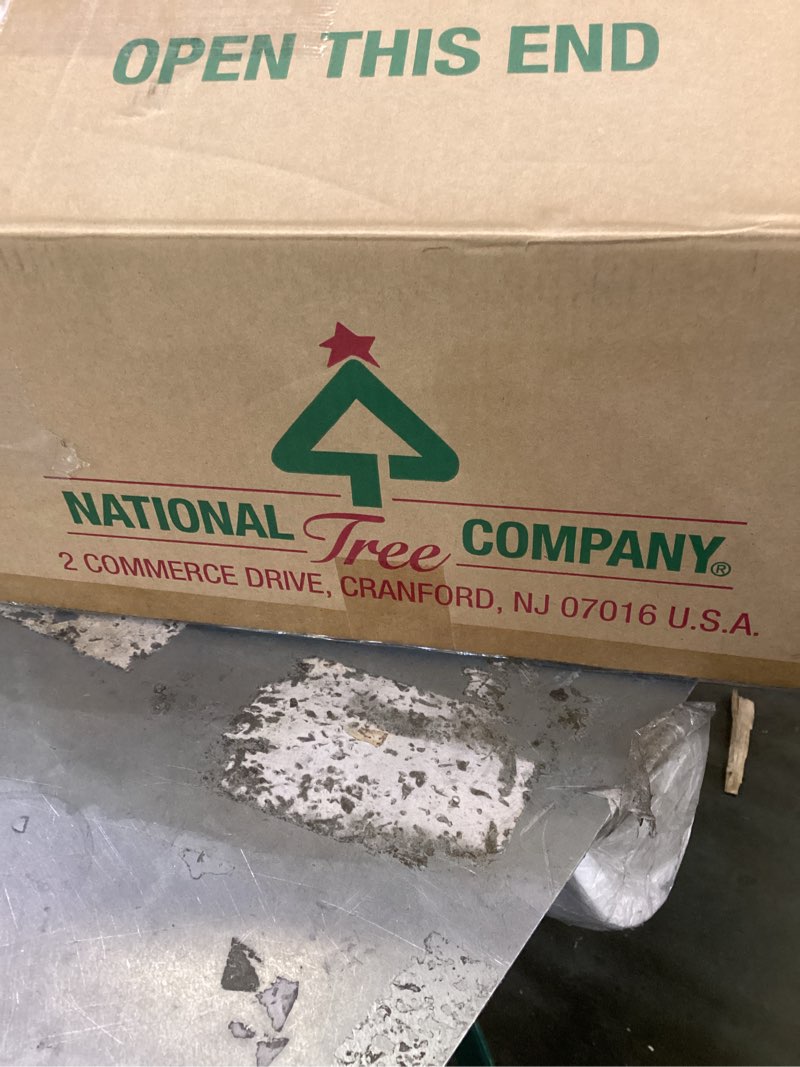 OPEN THIS END
NATIONAL Tree COMPANY®
2 COMMERCE DRIVE, CRANFORD, NJ 07016 U.S.A.